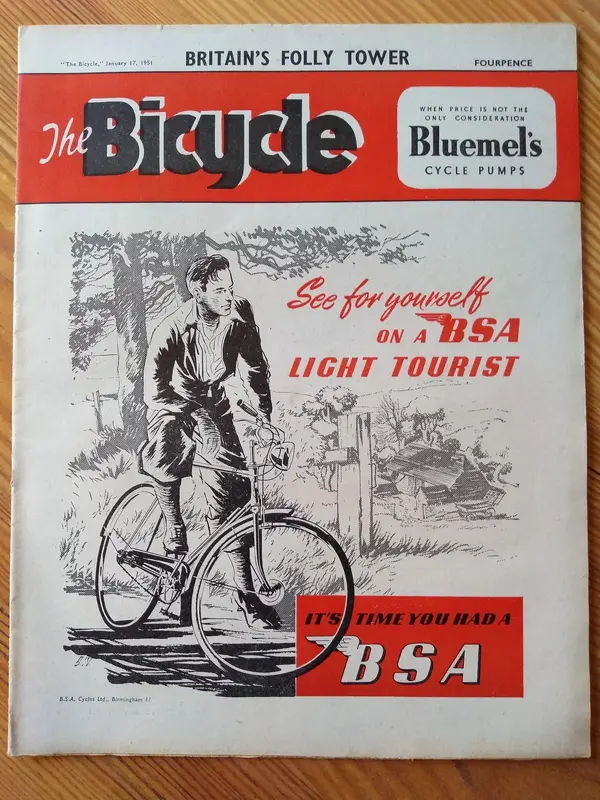 "The Bicycle," January 17, 1951
BRITAIN'S FOLLY TOWER
FOURPENCE
The Bicycle
WHEN PRICE IS NOT THE
ONLY CONSIDERATION
Bluemel's
CYCLE PUMPS
See for yourself
ON A BSA
LIGHT TOURIST
IT'S TIME YOU HAD A
BSA
B.S.A. Cycles Ltd., Birmingham 11